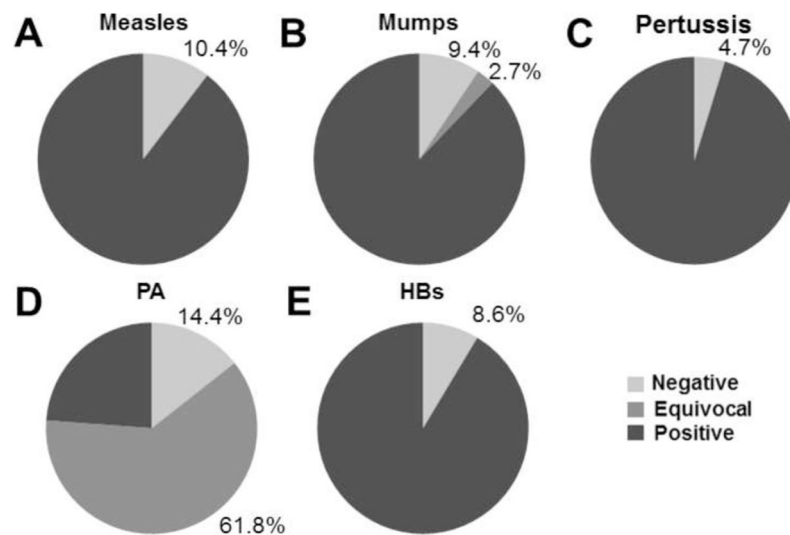 A
Measles
10.4%
B
Mumps
9.4%
2.7%
C
Pertussis
4.7%
D
PA
14.4%
61.8%
E
HBs
8.6%
Negative
Equivocal
Positive